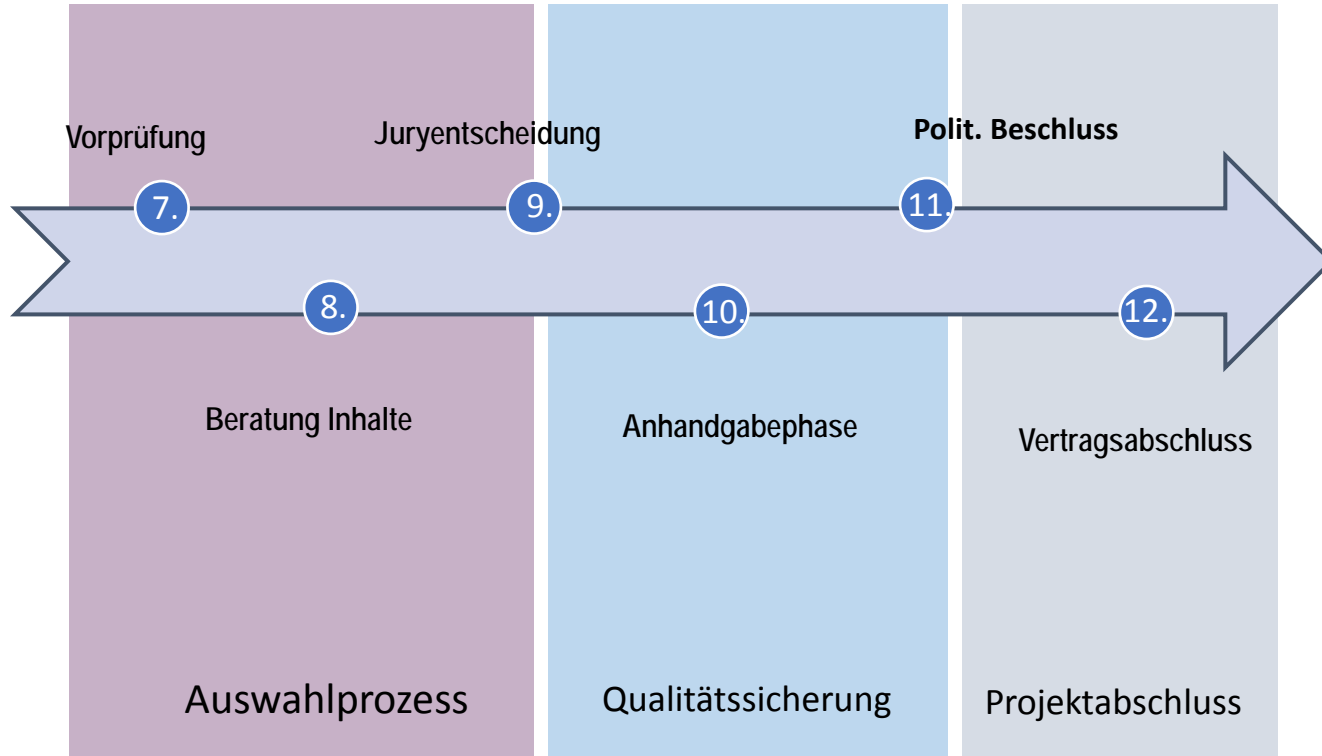 Vorprüfung
Juryentscheidung
Polit. Beschluss
7.
9.
11.
8.
10.
12.
Beratung Inhalte
Anhandgabephase
Vertragsabschluss
Auswahlprozess
Qualitätssicherung
Projektabschluss